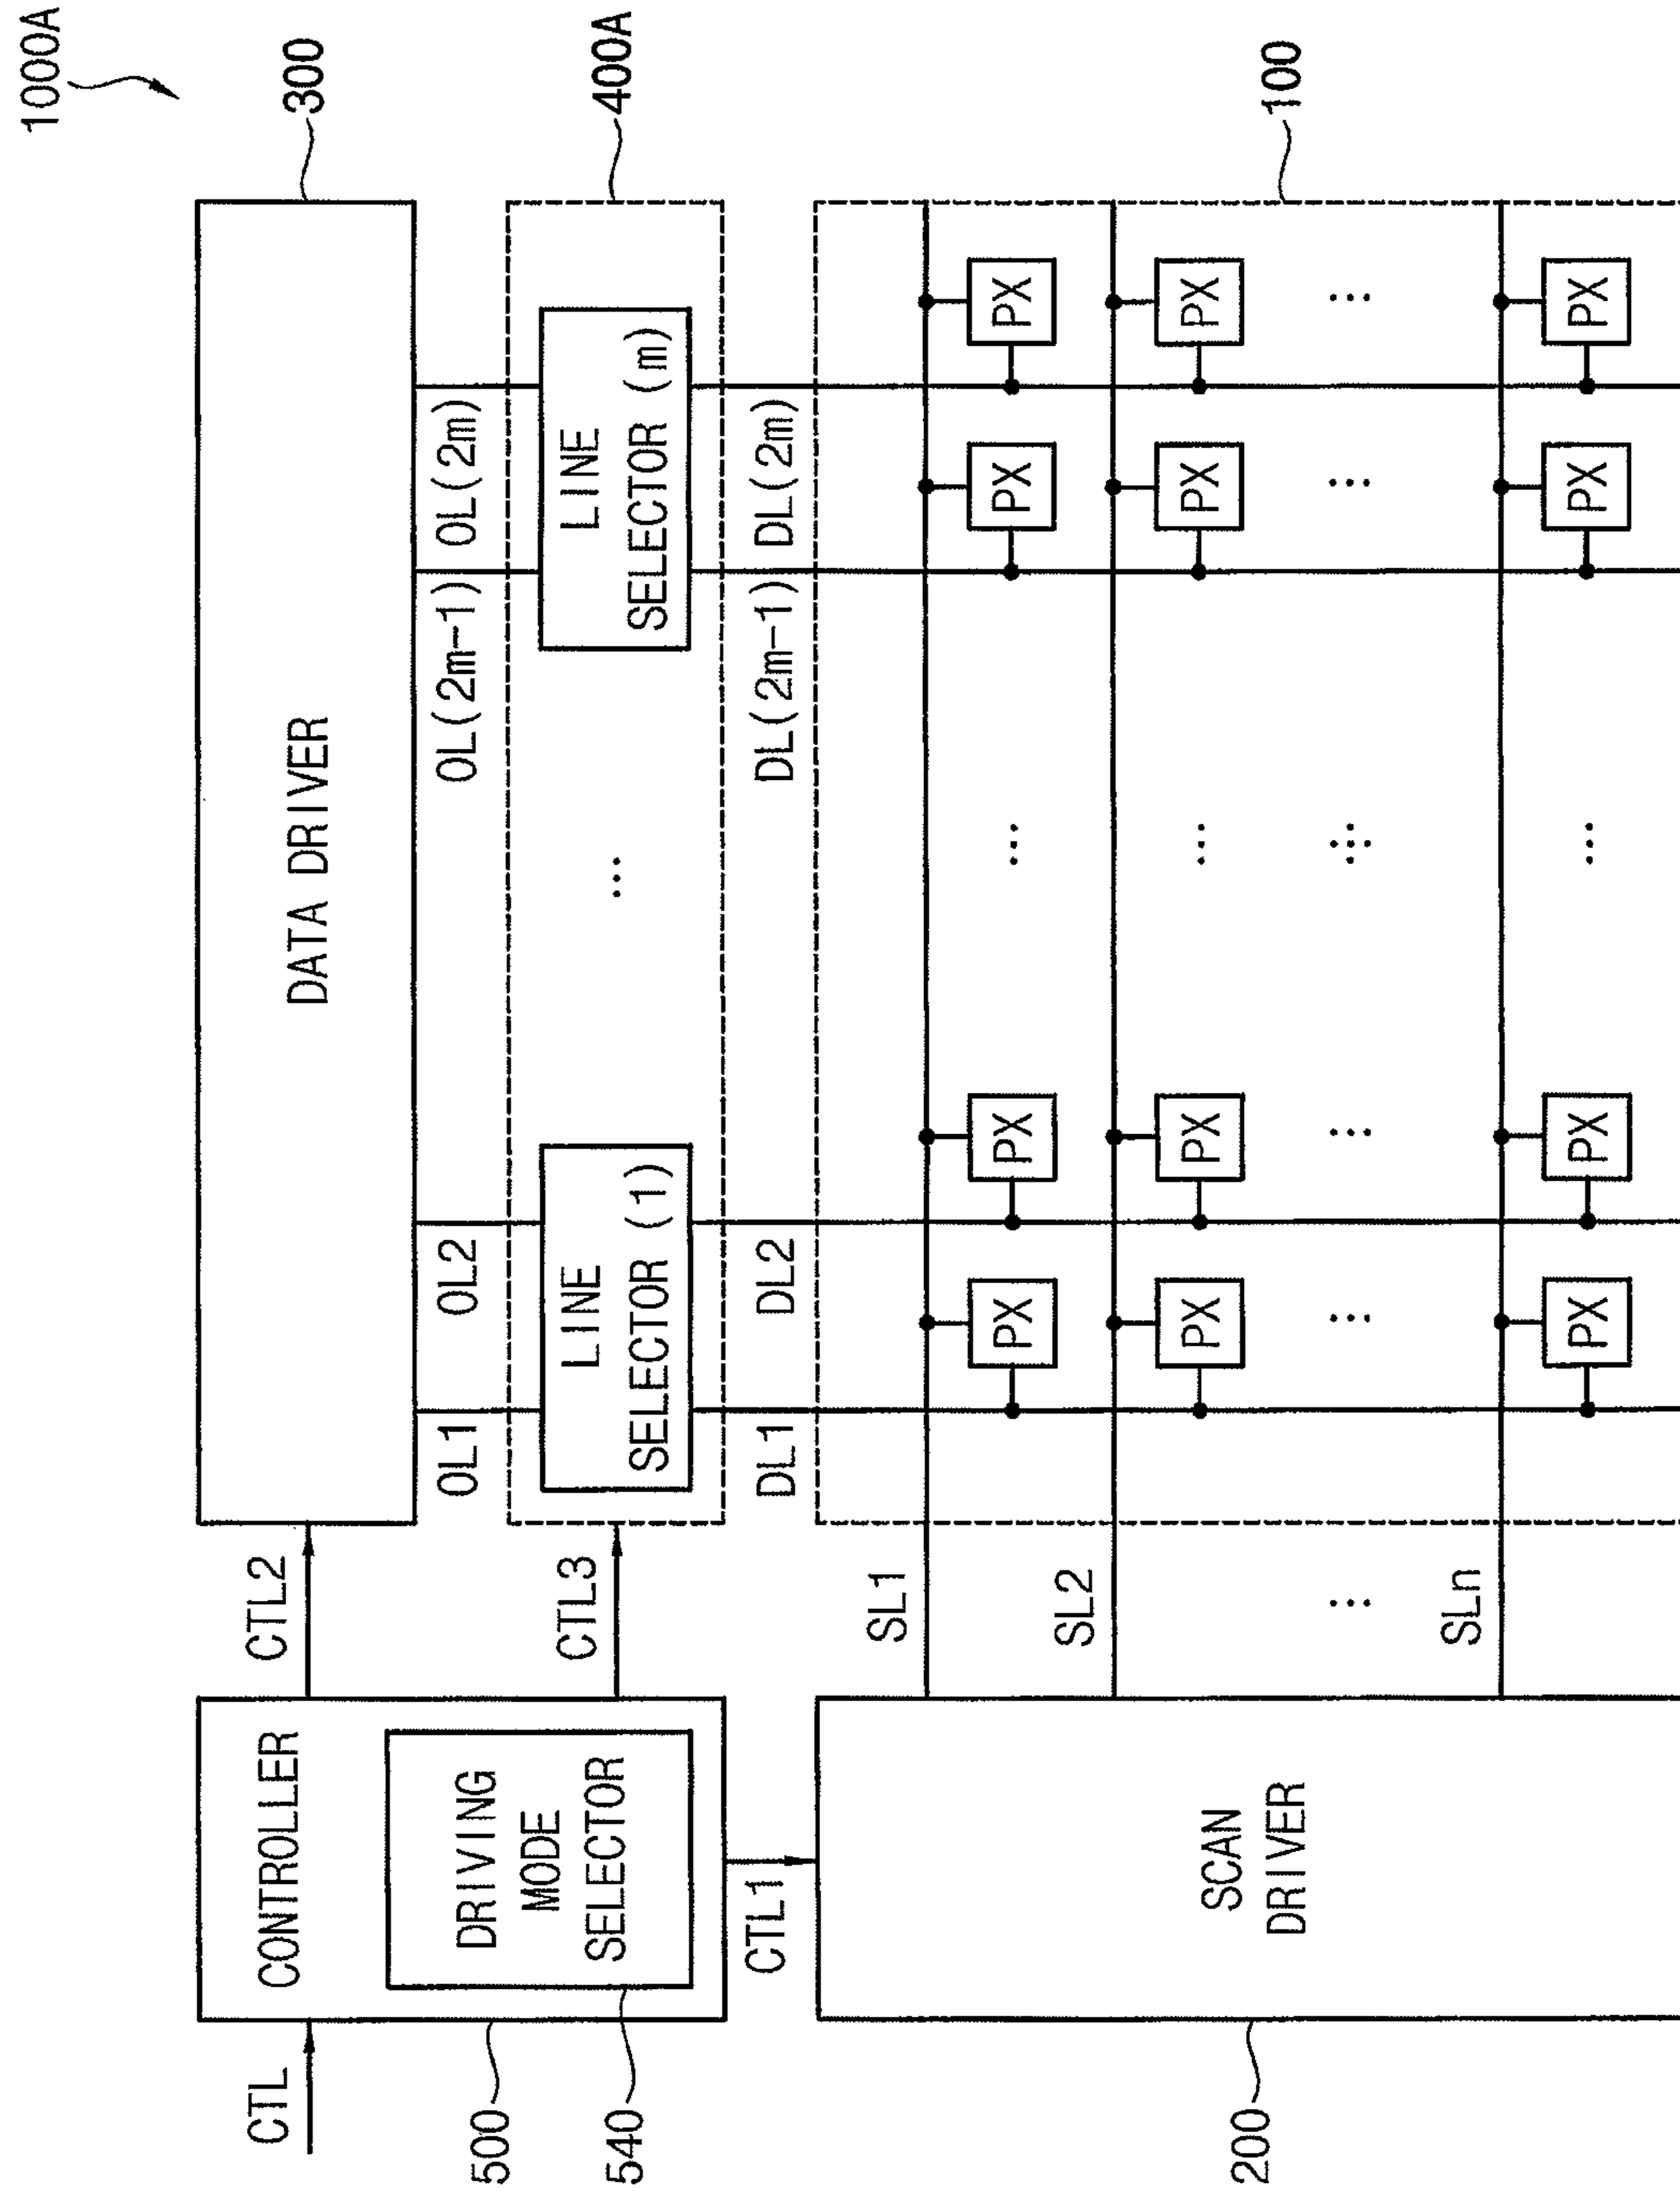 1000A
300
DATA DRIVER
CONTROLLER
CTL
CTL2
500
DRIVING
MODE
SELECTOR
540
OL1
OL2
OL(2m-1)
OL(2m)
CTL3
400A
LINE
SELECTOR (1)
...
LINE
SELECTOR (m)
CTL1
DL1
DL2
DL(2m-1)
DL(2m)
100
SL1
PX
PX
...
PX
PX
SL2
PX
PX
...
PX
PX
SCAN
DRIVER
200
...
...
...
...
...
...
SLn
PX
PX
...
PX
PX